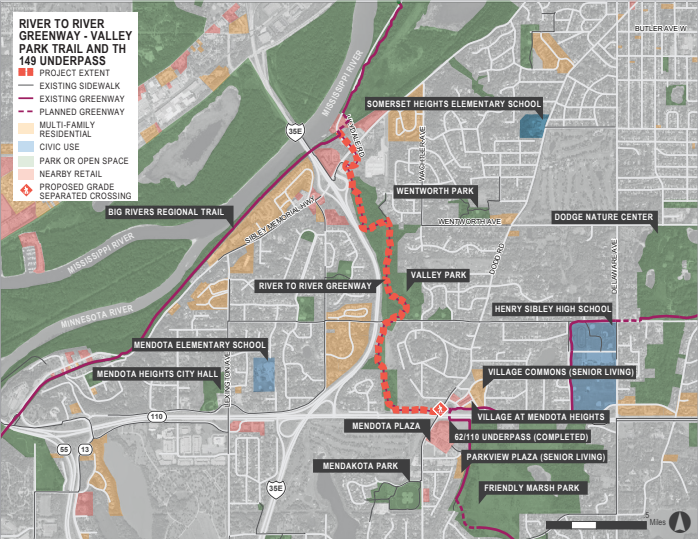 RIVER TO RIVER
GREENWAY - VALLEY
PARK TRAIL AND TH
149 UNDERPASS
PROJECT EXTENT
EXISTING SIDEWALK
EXISTING GREENWAY
PLANNED GREENWAY
MULTI-FAMILY
RESIDENTIAL
CIVIC USE
PARK OR OPEN SPACE
NEARBY RETAIL
PROPOSED GRADE
SEPARATED CROSSING
BUTLER AVE W
MISSISSIPPI RIVER
SOMERSET HEIGHTS ELEMENTARY SCHOOL
35E
WACHTLER AVE
WENTWORTH PARK
BIG RIVERS REGIONAL TRAIL
SIBLEY MEMORIAL HWY
WENTWORTH AVE
DODGE NATURE CENTER
MISSISSIPPI RIVER
DODD RD
DELAWARE AVE
RIVER TO RIVER GREENWAY
VALLEY PARK
MINNESOTA RIVER
HENRY SIBLEY HIGH SCHOOL
MENDOTA ELEMENTARY SCHOOL
MENDOTA HEIGHTS CITY HALL
LEXINGTON AVE
VILLAGE COMMONS (SENIOR LIVING)
110
VILLAGE AT MENDOTA HEIGHTS
MENDOTA PLAZA
62/110 UNDERPASS (COMPLETED)
55
13
PARKVIEW PLAZA (SENIOR LIVING)
MENDAKOTA PARK
35E
FRIENDLY MARSH PARK
.5
Miles